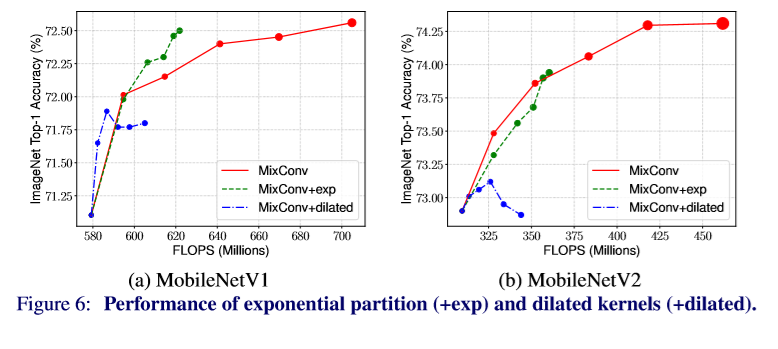 72.50
72.25
72.00
71.75
71.50
71.25
ImageNet Top-1 Accuracy (%)
MixConv
MixConv+exp
MixConv+dilated
580 600 620 640 660 680 700
FLOPS (Millions)
(a) MobileNetV1
74.25
74.00
73.75
73.50
73.25
73.00
ImageNet Top-1 Accuracy (%)
MixConv
MixConv+exp
MixConv+dilated
325 350 375 400 425 450
FLOPS (Millions)
(b) MobileNetV2
Figure 6: Performance of exponential partition (+exp) and dilated kernels (+dilated).